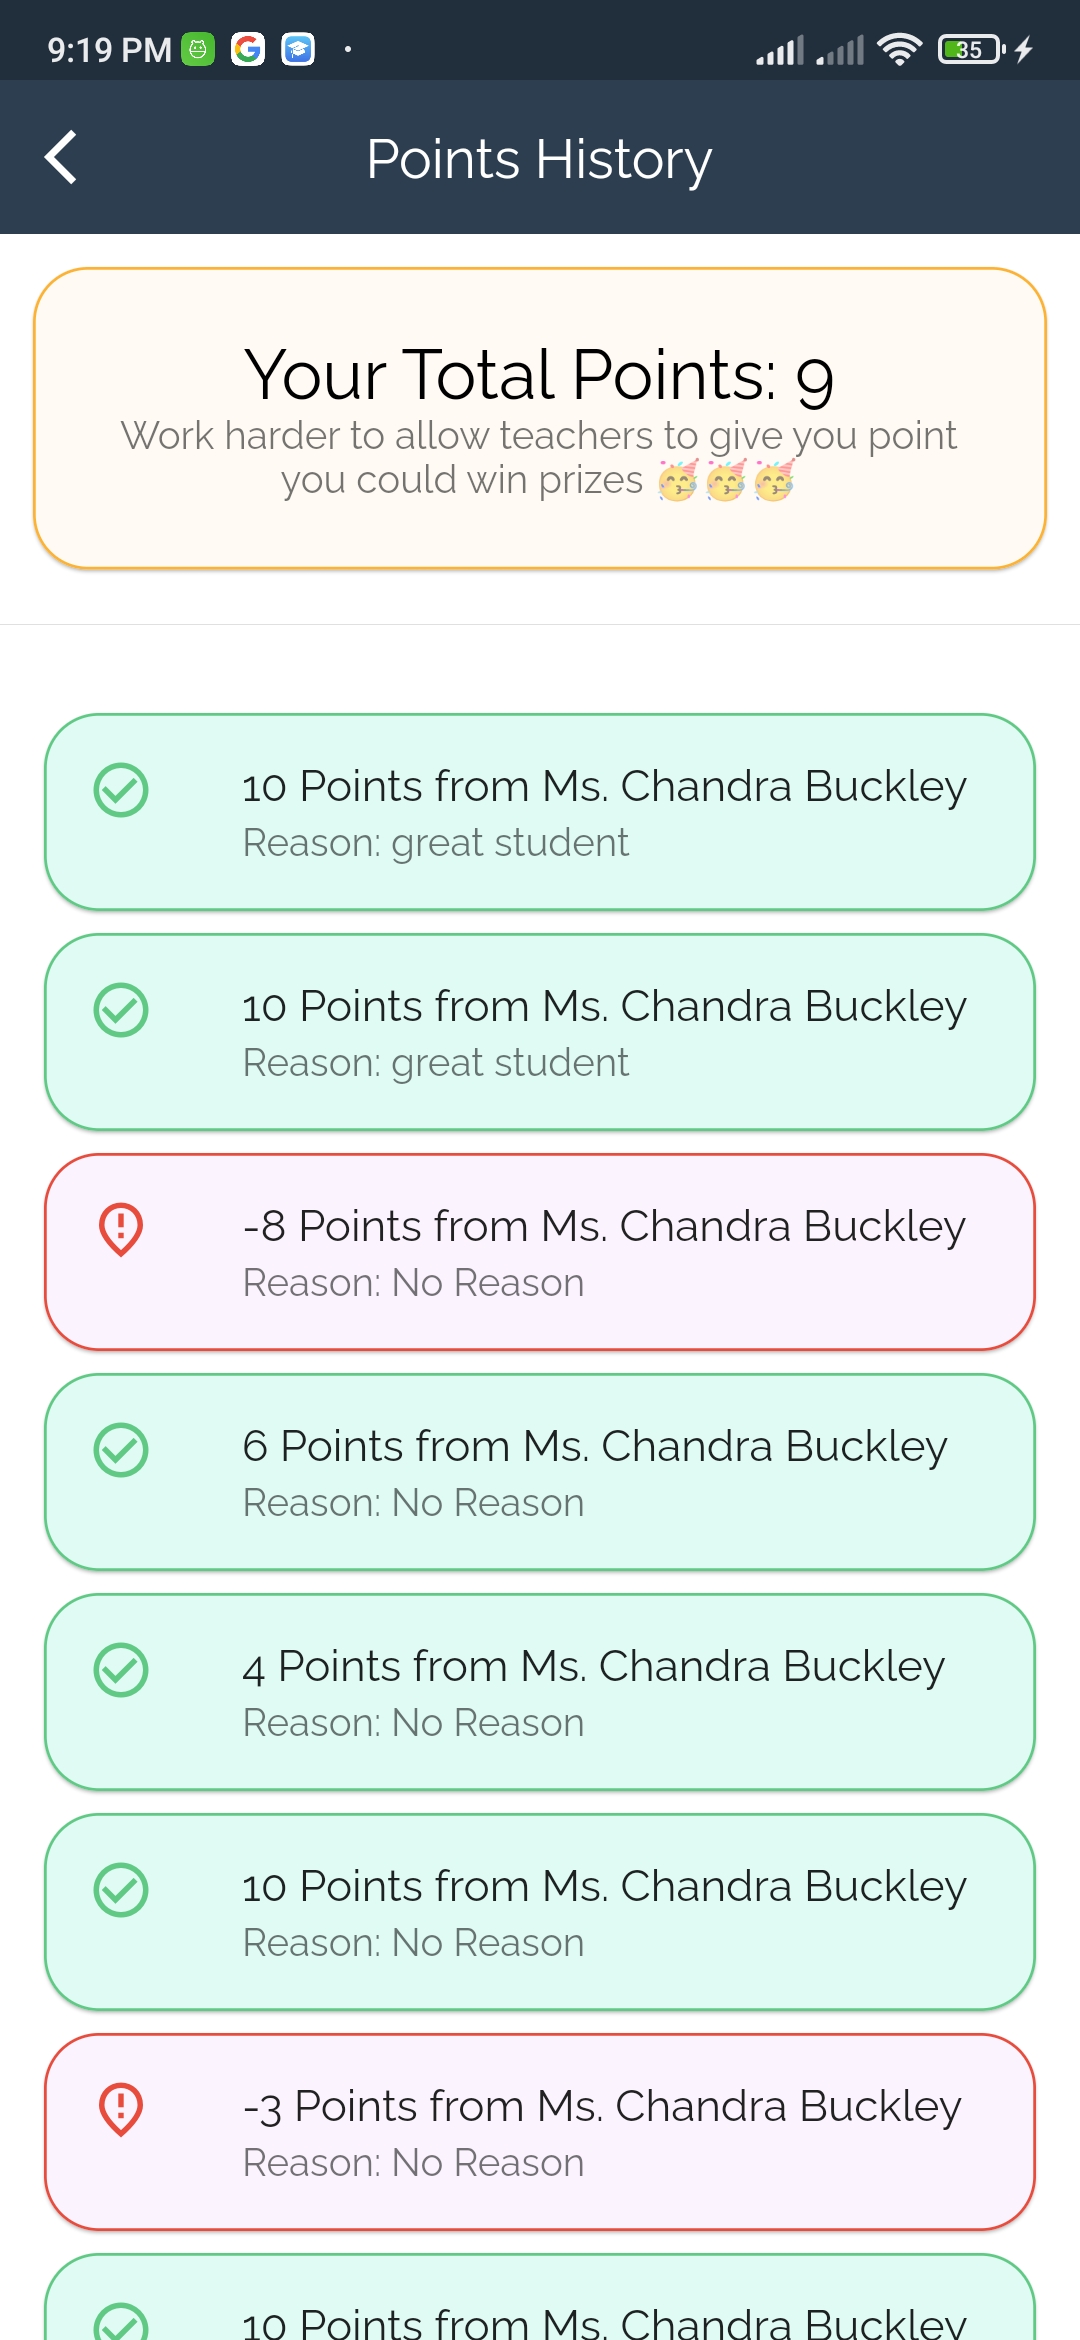 9:19 PM
35
Points History
Your Total Points: 9
Work harder to allow teachers to give you point
you could win prizes 🥳🥳🥳
10 Points from Ms. Chandra Buckley
Reason: great student
10 Points from Ms. Chandra Buckley
Reason: great student
-8 Points from Ms. Chandra Buckley
Reason: No Reason
6 Points from Ms. Chandra Buckley
Reason: No Reason
4 Points from Ms. Chandra Buckley
Reason: No Reason
10 Points from Ms. Chandra Buckley
Reason: No Reason
-3 Points from Ms. Chandra Buckley
Reason: No Reason
10 Points from Ms. Chandra Buckley